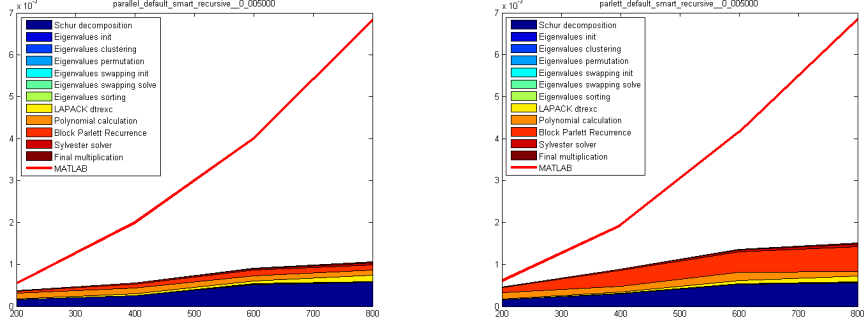 parallel_default_smart_recursive__0_005000
x 10⁻³
7
6
5
4
3
2
1
0
200
300
400
500
600
700
800
Schur decomposition
Eigenvalues init
Eigenvalues clustering
Eigenvalues permutation
Eigenvalues swapping init
Eigenvalues swapping solve
Eigenvalues sorting
LAPACK dtrexc
Polynomial calculation
Block Parlett Recurrence
Sylvester solver
Final multiplication
MATLAB
parlett_default_smart_recursive__0_005000
x 10⁻³
7
6
5
4
3
2
1
0
200
300
400
500
600
700
800
Schur decomposition
Eigenvalues init
Eigenvalues clustering
Eigenvalues permutation
Eigenvalues swapping init
Eigenvalues swapping solve
Eigenvalues sorting
LAPACK dtrexc
Polynomial calculation
Block Parlett Recurrence
Sylvester solver
Final multiplication
MATLAB